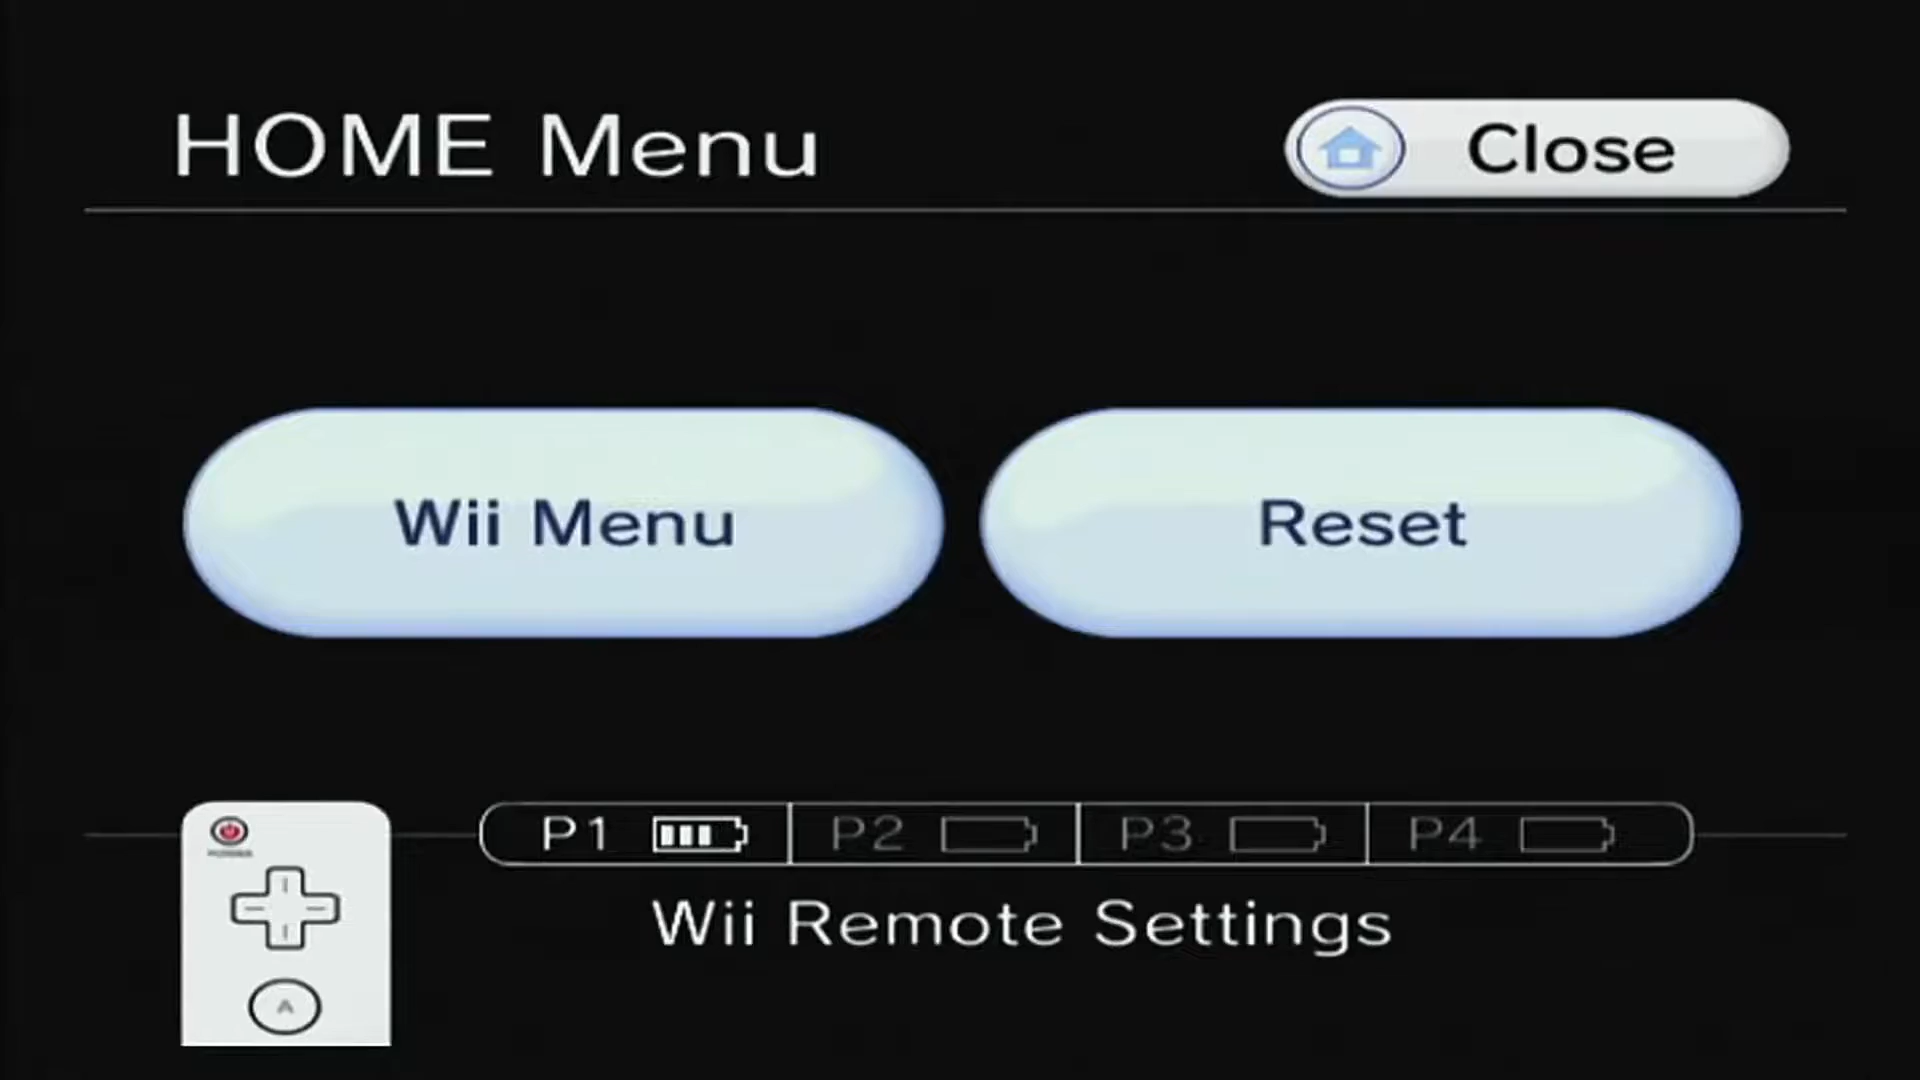 HOME Menu
Close
Wii Menu
Reset
P1
P2
P3
P4
Wii Remote Settings
A